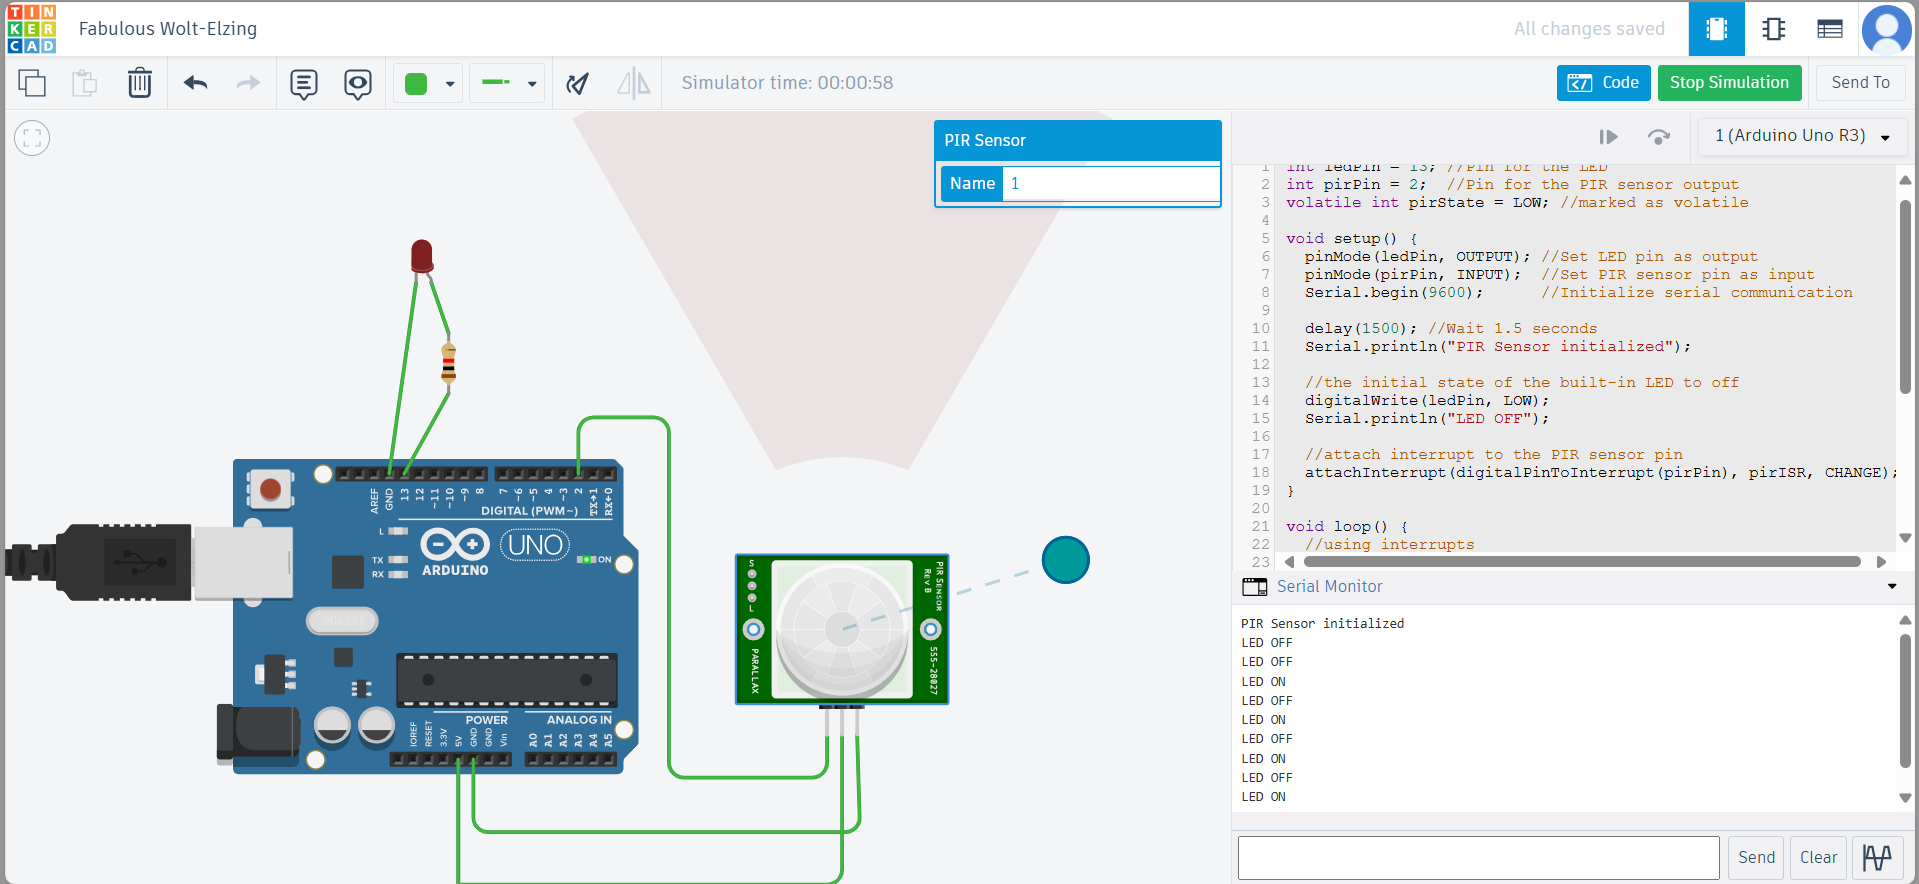 TIN
KER
CAD
Fabulous Wolt-Elzing
All changes saved
Simulator time: 00:00:58
Code
Stop Simulation
Send To
PIR Sensor
Name
1
1 (Arduino Uno R3)
1 int ledPin = 13; //Pin for the LED
2 int pirPin = 2;  //Pin for the PIR sensor output
3 volatile int pirState = LOW; //marked as volatile
4
5 void setup() {
6   pinMode(ledPin, OUTPUT); //Set LED pin as output
7   pinMode(pirPin, INPUT);  //Set PIR sensor pin as input
8   Serial.begin(9600);      //Initialize serial communication
9
10   delay(1500); //Wait 1.5 seconds
11   Serial.println("PIR Sensor initialized");
12
13   //the initial state of the built-in LED to off
14   digitalWrite(ledPin, LOW);
15   Serial.println("LED OFF");
16
17   //attach interrupt to the PIR sensor pin
18   attachInterrupt(digitalPinToInterrupt(pirPin), pirISR, CHANGE);
19 }
20
21 void loop() {
22   //using interrupts
23
Serial Monitor
PIR Sensor initialized
LED OFF
LED OFF
LED ON
LED OFF
LED ON
LED OFF
LED ON
LED OFF
LED ON
Send
Clear
AREF
GND
13
12
~11
~10
~9
8
7
~6
~5
4
~3
2
TX→1
RX←0
DIGITAL (PWM~)
L
TX
RX
UNO
ARDUINO
ON
POWER
ANALOG IN
IOREF
RESET
3.3V
5V
GND
GND
Vin
A0
A1
A2
A3
A4
A5
S
L
PIR SENSOR
REV B
PARALLAX
555-28027